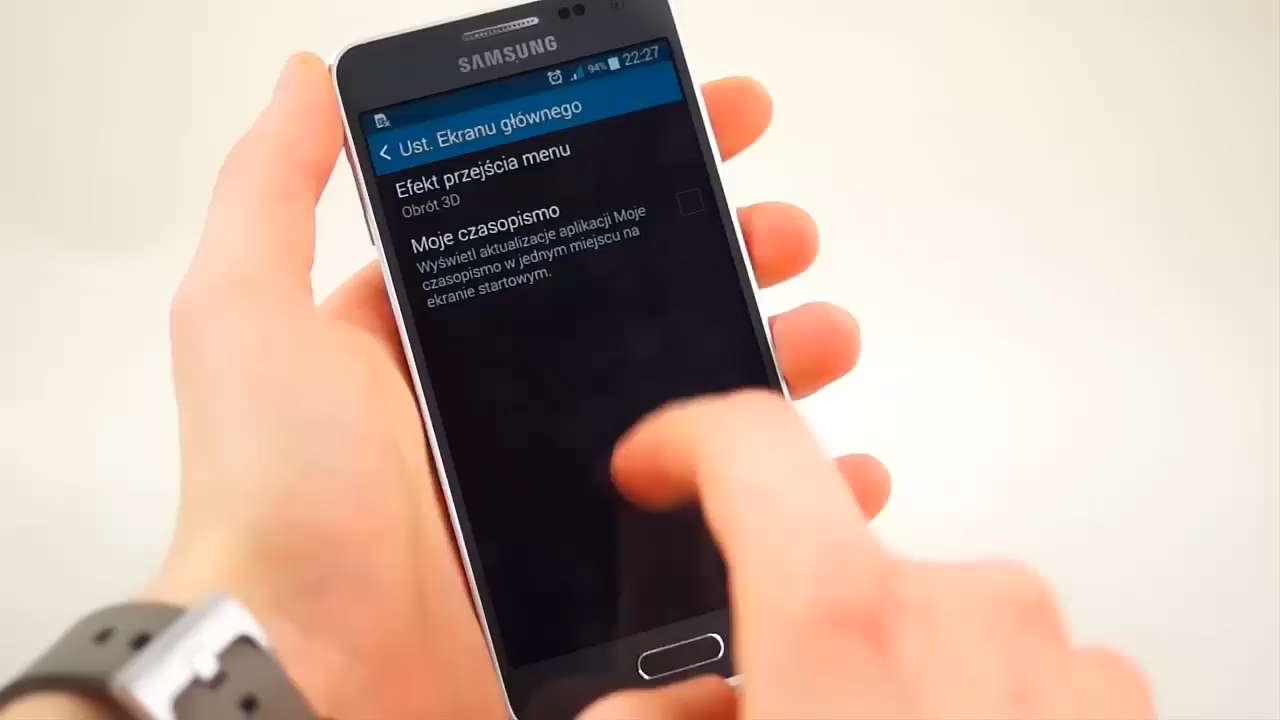 SAMSUNG
94% 22:27
Ust. Ekranu głównego
Efekt przejścia menu
Obrót 3D
Moje czasopismo
Wyświetl aktualizacje aplikacji Moje
czasopismo w jednym miejscu na
ekranie startowym.